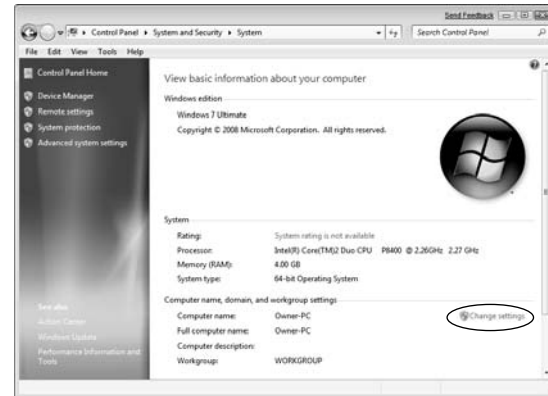 Send Feedback
Control Panel ▸ System and Security ▸ System
Search Control Panel
File Edit View Tools Help
Control Panel Home
Device Manager
Remote settings
System protection
Advanced system settings
See also
Action Center
Windows Update
Performance Information and
Tools
View basic information about your computer
Windows edition
Windows 7 Ultimate
Copyright © 2008 Microsoft Corporation. All rights reserved.
System
Rating: System rating is not available
Processor: Intel(R) Core(TM)2 Duo CPU P8400 @ 2.26GHz 2.27 GHz
Memory (RAM): 4.00 GB
System type: 64-bit Operating System
Computer name, domain, and workgroup settings
Computer name: Owner-PC Change settings
Full computer name: Owner-PC
Computer description:
Workgroup: WORKGROUP